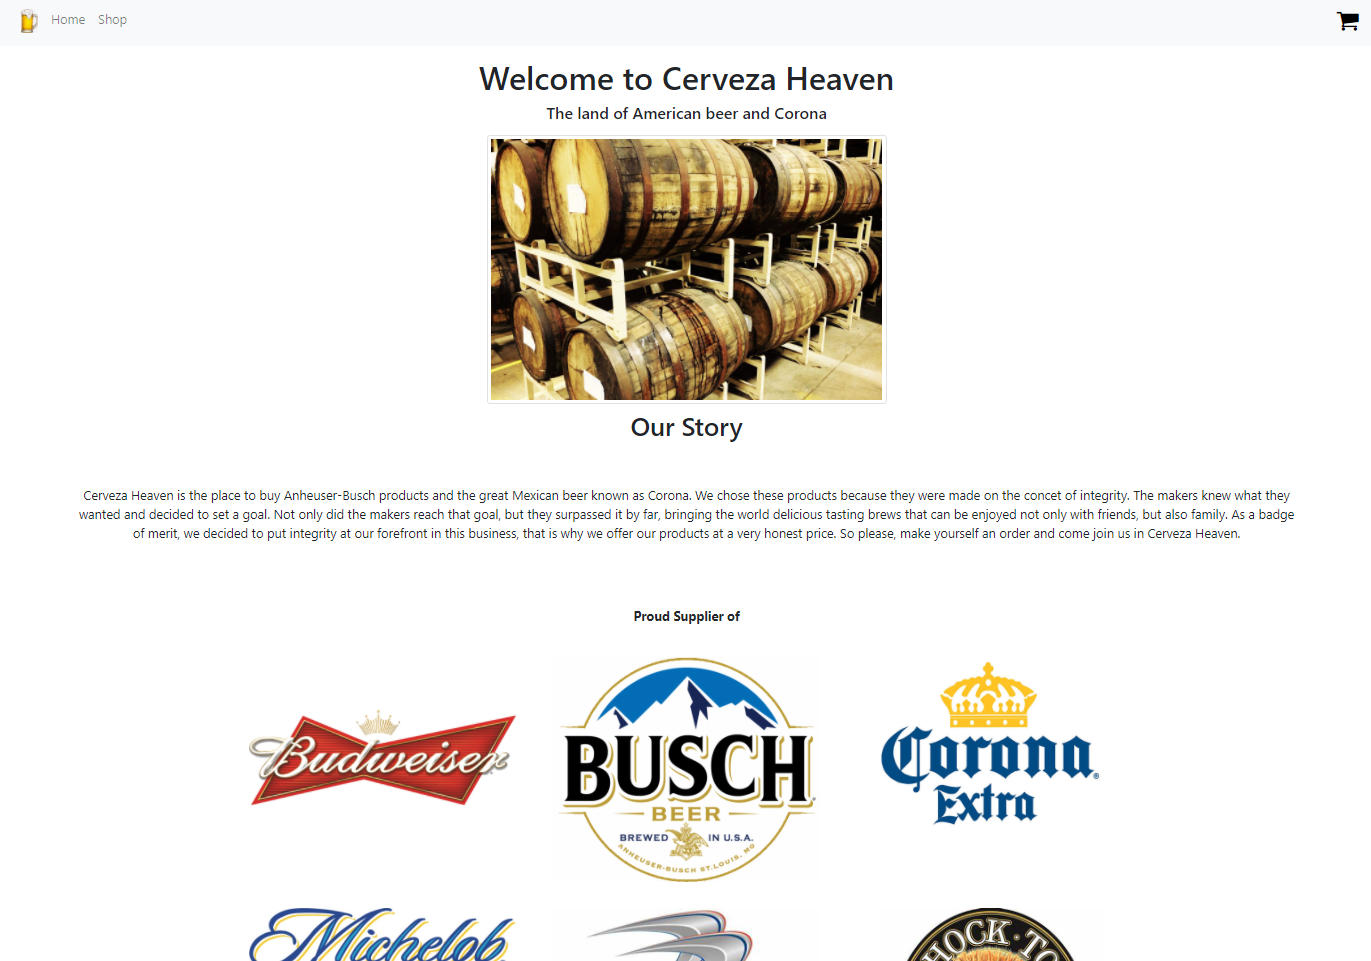 Home Shop
Welcome to Cerveza Heaven
The land of American beer and Corona
Our Story
Cerveza Heaven is the place to buy Anheuser-Busch products and the great Mexican beer known as Corona. We chose these products because they were made on the concet of integrity. The makers knew what they
wanted and decided to set a goal. Not only did the makers reach that goal, but they surpassed it by far, bringing the world delicious tasting brews that can be enjoyed not only with friends, but also family. As a badge
of merit, we decided to put integrity at our forefront in this business, that is why we offer our products at a very honest price. So please, make yourself an order and come join us in Cerveza Heaven.
Proud Supplier of
Budweiser
BUSCH
BEER
BREWED IN U.S.A.
ANHEUSER-BUSCH ST. LOUIS, MO
Corona
Extra
Michelob
HOCK · TO